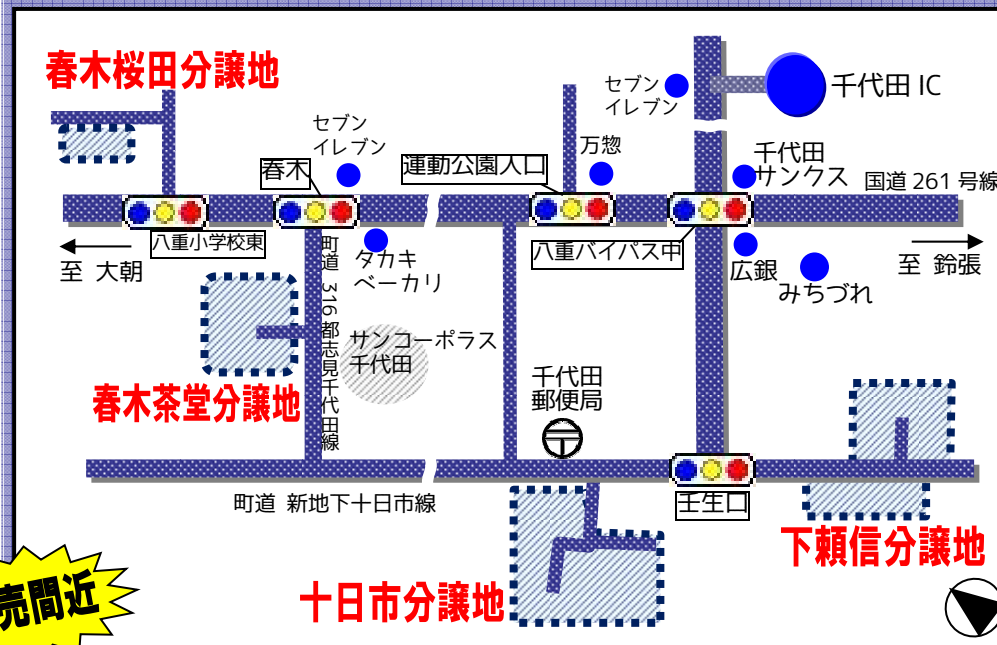 春木桜田分譲地
セブン
イレブン
千代田 IC
セブン
イレブン
春木
運動公園入口
万惣
千代田
サンクス
国道 261 号線
八重小学校東
八重バイパス中
至 大朝
タカキ
ベーカリ
広銀
みちづれ
至 鈴張
町道 316 都志見千代田線
サンコーポラス
千代田
春木茶堂分譲地
千代田
郵便局
町道 新地下十日市線
壬生口
下頼信分譲地
十日市分譲地
売間近